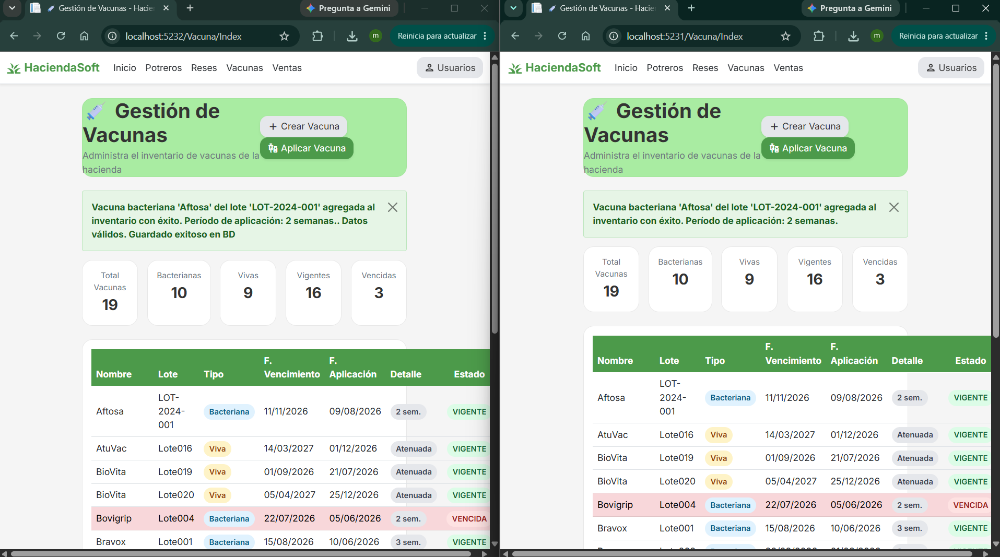 Gestión de Vacunas - Hacie
Pregunta a Gemini
localhost:5232/Vacuna/Index
m
Reinicia para actualizar
HaciendaSoft
Inicio
Potreros
Reses
Vacunas
Ventas
Usuarios
Gestión de
Vacunas
Administra el inventario de vacunas de la
hacienda
+ Crear Vacuna
Aplicar Vacuna
Vacuna bacteriana 'Aftosa' del lote 'LOT-2024-001' agregada al
inventario con éxito. Período de aplicación: 2 semanas.. Datos
válidos. Guardado exitoso en BD
Total
Vacunas
19
Bacterianas
10
Vivas
9
Vigentes
16
Vencidas
3
Nombre Lote Tipo F. Vencimiento F. Aplicación Detalle Estado
Aftosa LOT-2024-001 Bacteriana 11/11/2026 09/08/2026 2 sem. VIGENTE
AtuVac Lote016 Viva 14/03/2027 01/12/2026 Atenuada VIGENTE
BioVita Lote019 Viva 01/09/2026 21/07/2026 Atenuada VIGENTE
BioVita Lote020 Viva 05/04/2027 25/12/2026 Atenuada VIGENTE
Bovigrip Lote004 Bacteriana 22/07/2026 05/06/2026 2 sem. VENCIDA
Bravox Lote001 Bacteriana 15/08/2026 10/06/2026 3 sem. VIGENTE
Gestión de Vacunas - Hacie
Pregunta a Gemini
localhost:5231/Vacuna/Index
m
Reinicia para actualizar
HaciendaSoft
Inicio
Potreros
Reses
Vacunas
Ventas
Usuarios
Gestión de
Vacunas
Administra el inventario de vacunas de la
hacienda
+ Crear Vacuna
Aplicar Vacuna
Vacuna bacteriana 'Aftosa' del lote 'LOT-2024-001' agregada al
inventario con éxito. Período de aplicación: 2 semanas.
Total
Vacunas
19
Bacterianas
10
Vivas
9
Vigentes
16
Vencidas
3
Nombre Lote Tipo F. Vencimiento F. Aplicación Detalle Estado
Aftosa LOT-2024-001 Bacteriana 11/11/2026 09/08/2026 2 sem. VIGENTE
AtuVac Lote016 Viva 14/03/2027 01/12/2026 Atenuada VIGENTE
BioVita Lote019 Viva 01/09/2026 21/07/2026 Atenuada VIGENTE
BioVita Lote020 Viva 05/04/2027 25/12/2026 Atenuada VIGENTE
Bovigrip Lote004 Bacteriana 22/07/2026 05/06/2026 2 sem. VENCIDA
Bravox Lote001 Bacteriana 15/08/2026 10/06/2026 3 sem. VIGENTE